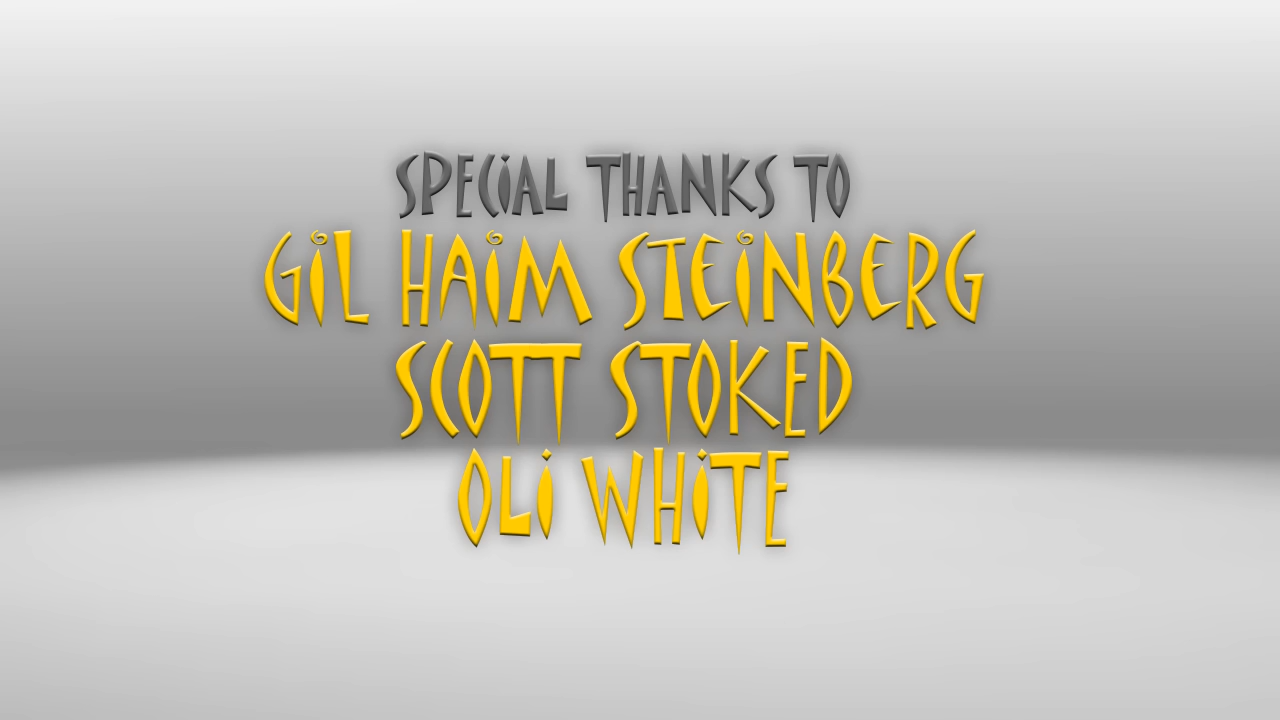 SPECiAL THANKS TO
GiL HAiM STEiNBERG
SCOTT STOKED
OLi WHiTE